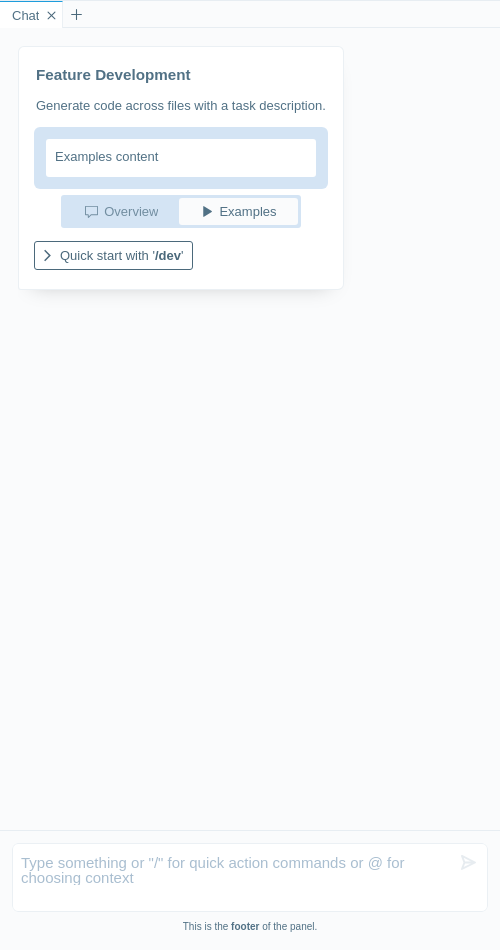 Chat
Feature Development
Generate code across files with a task description.
Examples content
Overview
Examples
Quick start with '/dev'
Type something or "/" for quick action commands or @ for
choosing context
This is the footer of the panel.